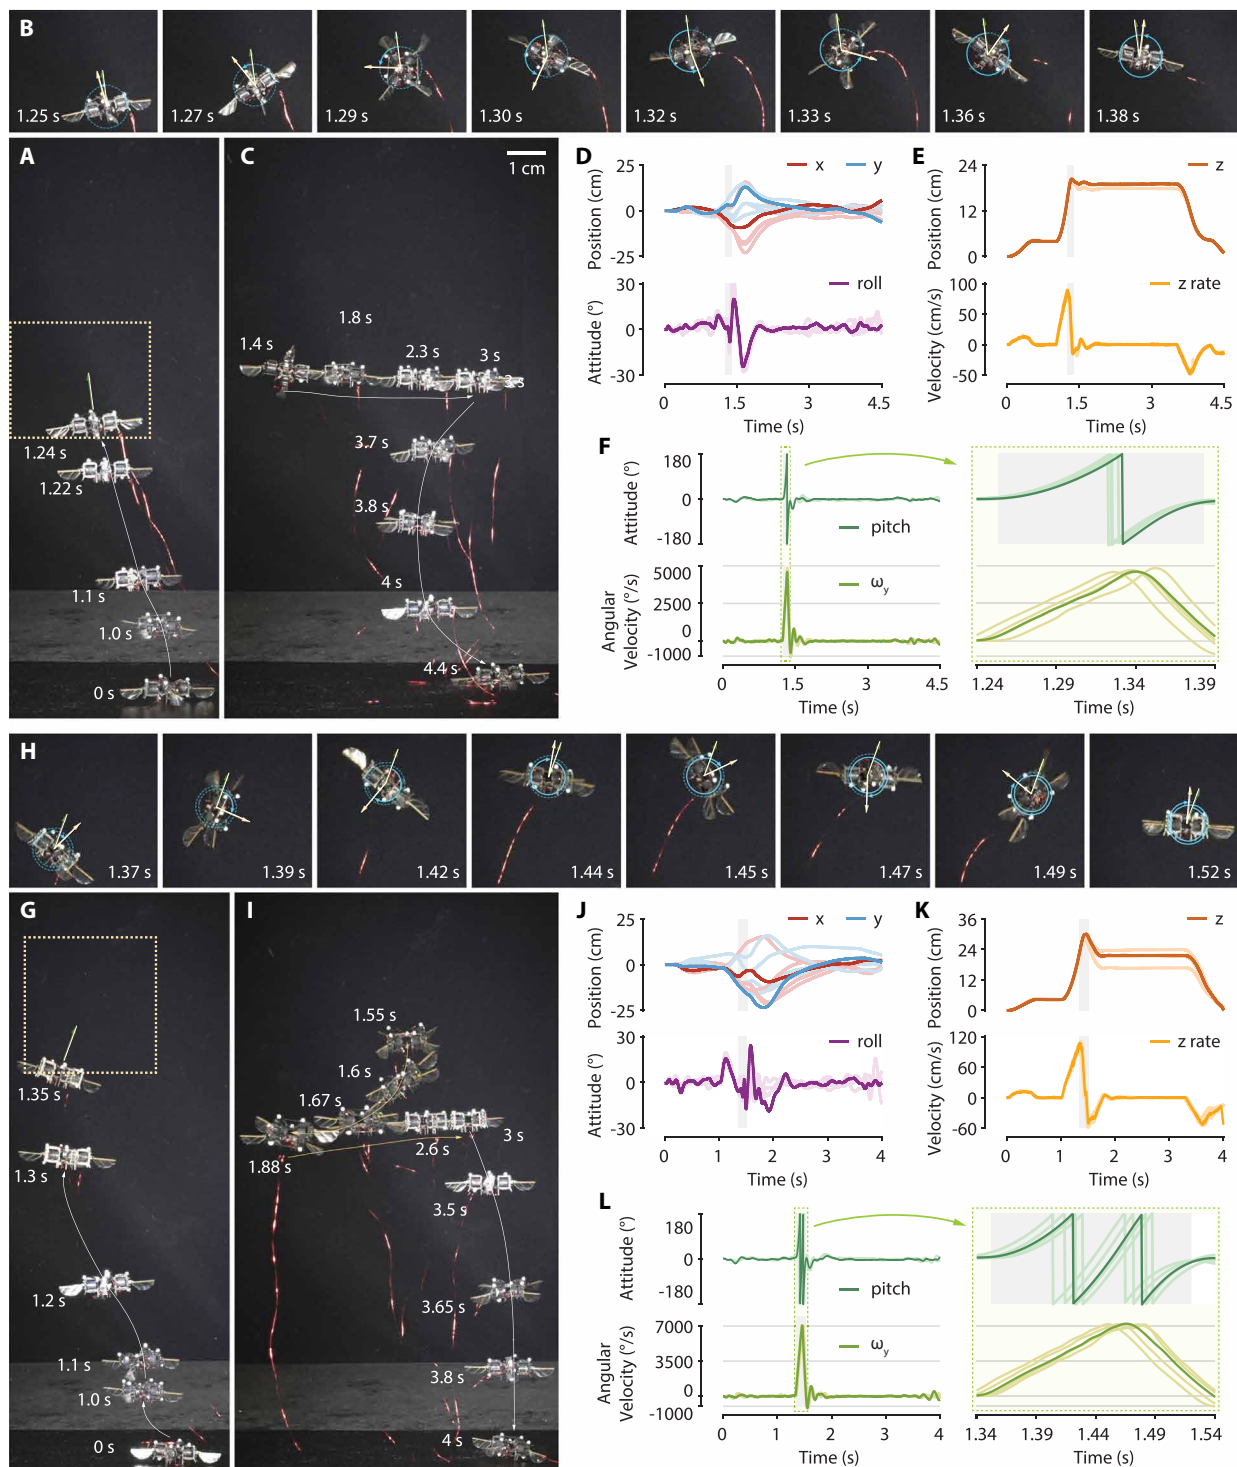 B
1.25 s
1.27 s
1.29 s
1.30 s
1.32 s
1.33 s
1.36 s
1.38 s
A
1.24 s
1.22 s
1.1 s
1.0 s
0 s
C
1 cm
1.4 s
1.8 s
2.3 s
3 s
3 s
3.7 s
3.8 s
4 s
4.4 s
D
x
y
Position (cm)
25
0
-25
roll
Attitude (°)
30
0
-30
0
1.5
3
4.5
Time (s)
E
z
Position (cm)
24
12
0
z rate
Velocity (cm/s)
100
50
0
-50
0
1.5
3
4.5
Time (s)
F
Attitude (°)
180
0
-180
pitch
Angular
Velocity (°/s)
5000
2500
0
-1000
ωy
0
1.5
3
4.5
Time (s)
1.24
1.29
1.34
1.39
Time (s)
H
1.37 s
1.39 s
1.42 s
1.44 s
1.45 s
1.47 s
1.49 s
1.52 s
G
1.35 s
1.3 s
1.2 s
1.1 s
1.0 s
0 s
I
1.55 s
1.6 s
1.67 s
1.88 s
2.6 s
3 s
3.5 s
3.65 s
3.8 s
4 s
J
x
y
Position (cm)
25
0
-25
roll
Attitude (°)
30
0
-30
0
1
2
3
4
Time (s)
K
z
Position (cm)
36
24
12
0
z rate
Velocity (cm/s)
120
60
0
-60
0
1
2
3
4
Time (s)
L
Attitude (°)
180
0
-180
pitch
Angular
Velocity (°/s)
7000
3500
0
-1000
ωy
0
1
2
3
4
Time (s)
1.34
1.39
1.44
1.49
1.54
Time (s)